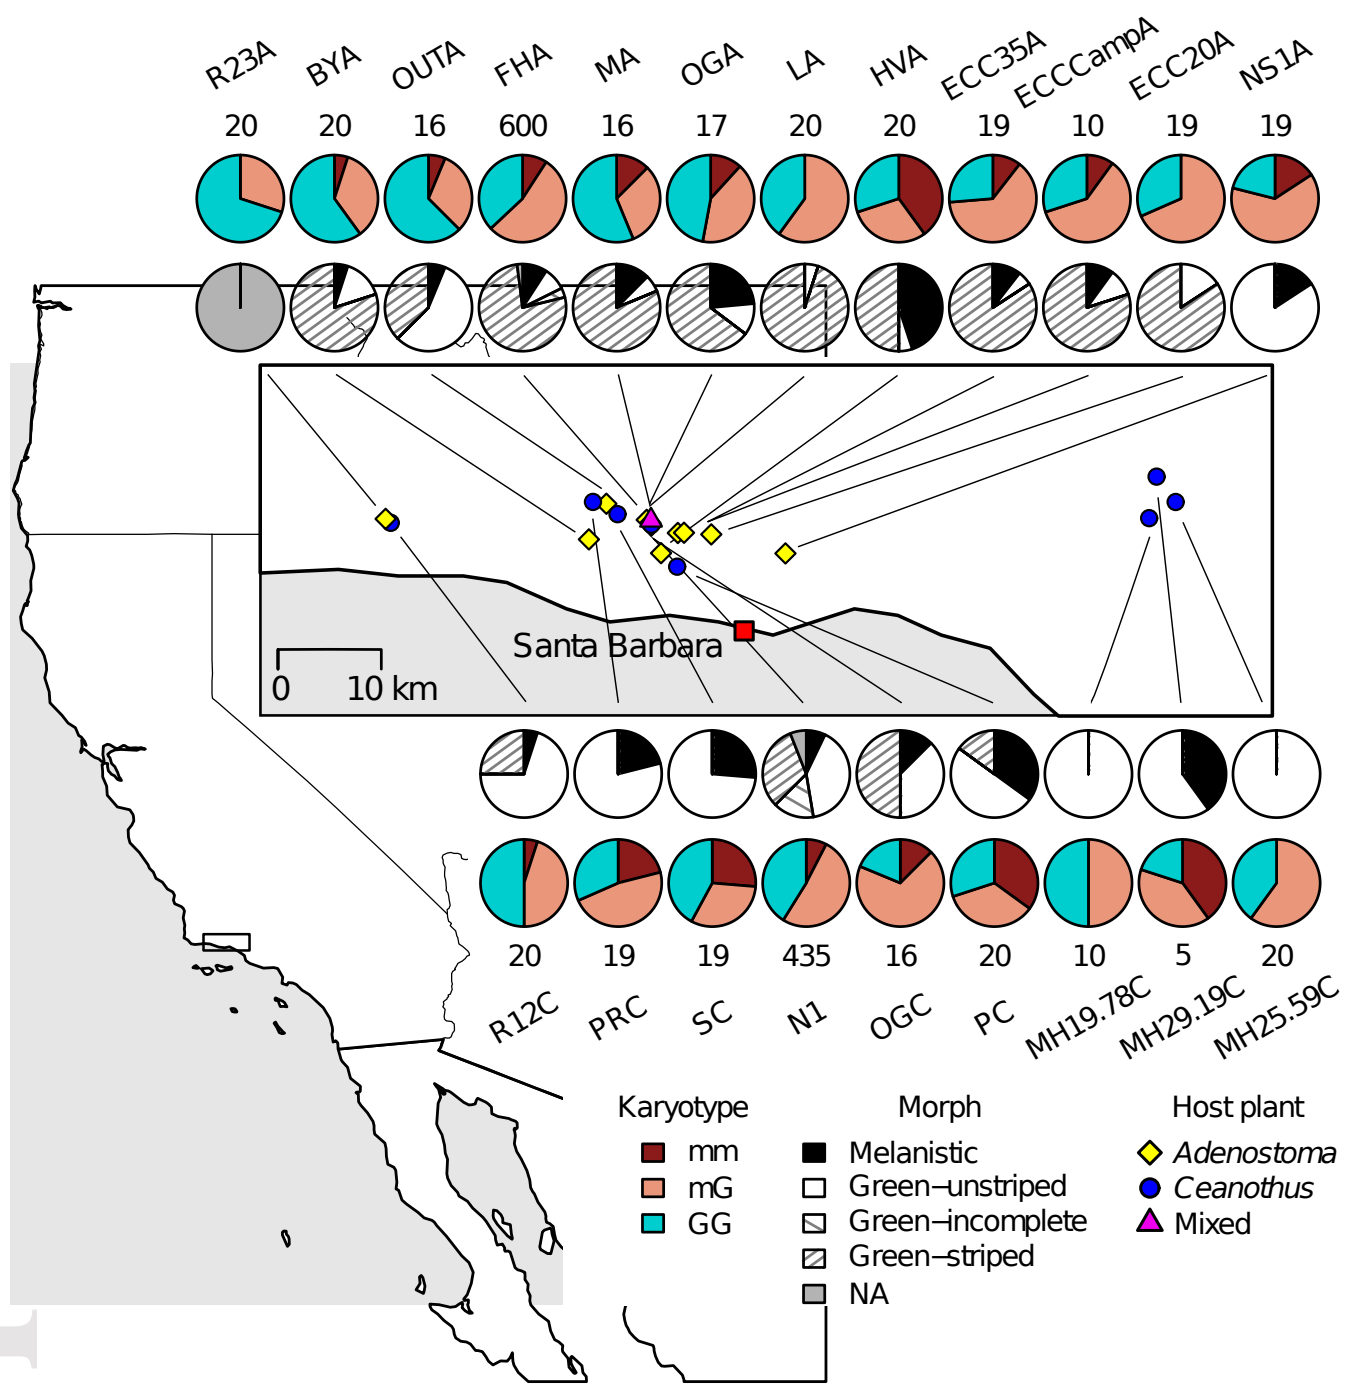 R23A BYA OUTA FHA MA OGA LA HVA ECC35A ECCCampA ECC20A NS1A
20 20 16 600 16 17 20 20 19 10 19 19
Santa Barbara
0 10 km
20 19 19 435 16 20 10 5 20
R12C PRC SC N1 OGC PC MH19.78C MH29.19C MH25.59C
Karyotype Morph Host plant
mm Melanistic Adenostoma
mG Green−unstriped Ceanothus
GG Green−incomplete Mixed
Green−striped
NA